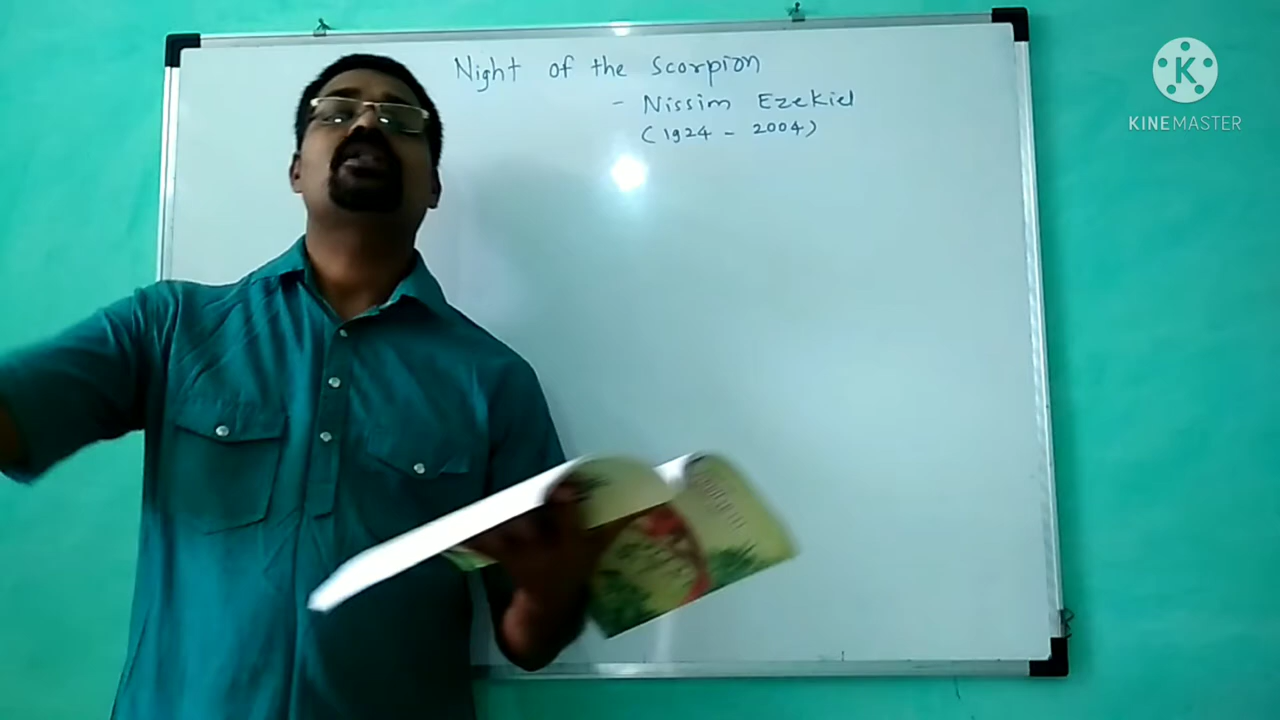 Night of the Scorpion
- Nissim Ezekiel
(1924 - 2004)
K
KINEMASTER